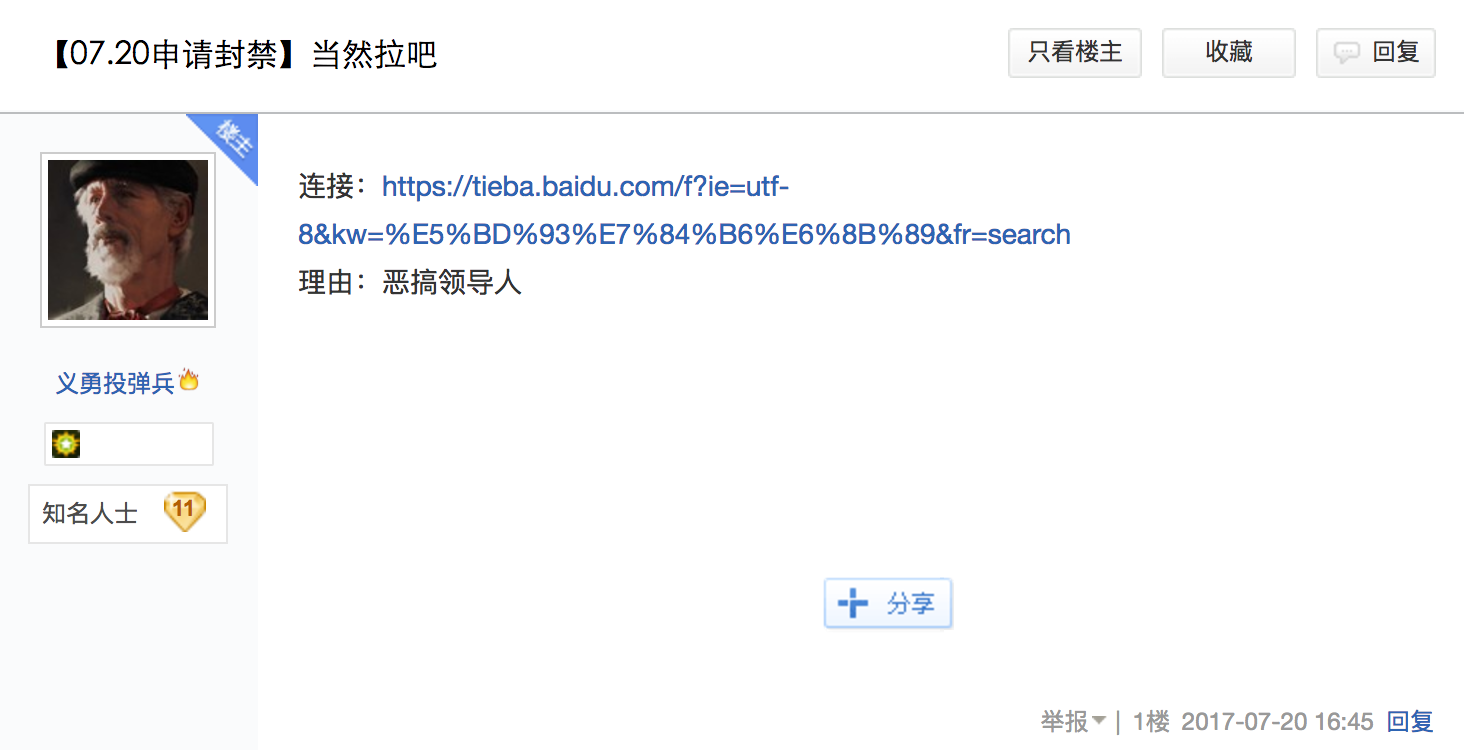 【07.20申请封禁】当然拉吧
只看楼主
收藏
回复
楼主
连接：https://tieba.baidu.com/f?ie=utf-
8&kw=%E5%BD%93%E7%84%B6%E6%8B%89&fr=search
理由：恶搞领导人
义勇投弹兵
知名人士 11
分享
举报 | 1楼 2017-07-20 16:45 回复